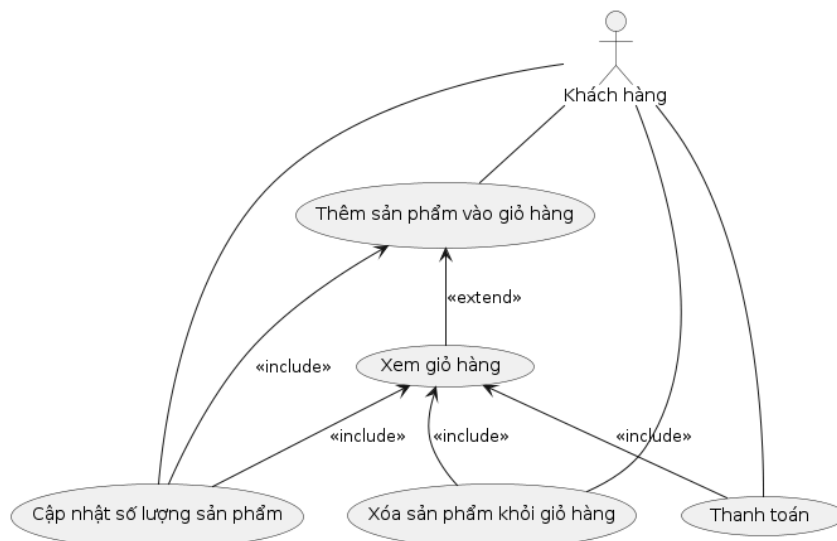 Khách hàng
Thêm sản phẩm vào giỏ hàng
«extend»
Xem giỏ hàng
«include»
«include»
«include»
«include»
Cập nhật số lượng sản phẩm
Xóa sản phẩm khỏi giỏ hàng
Thanh toán